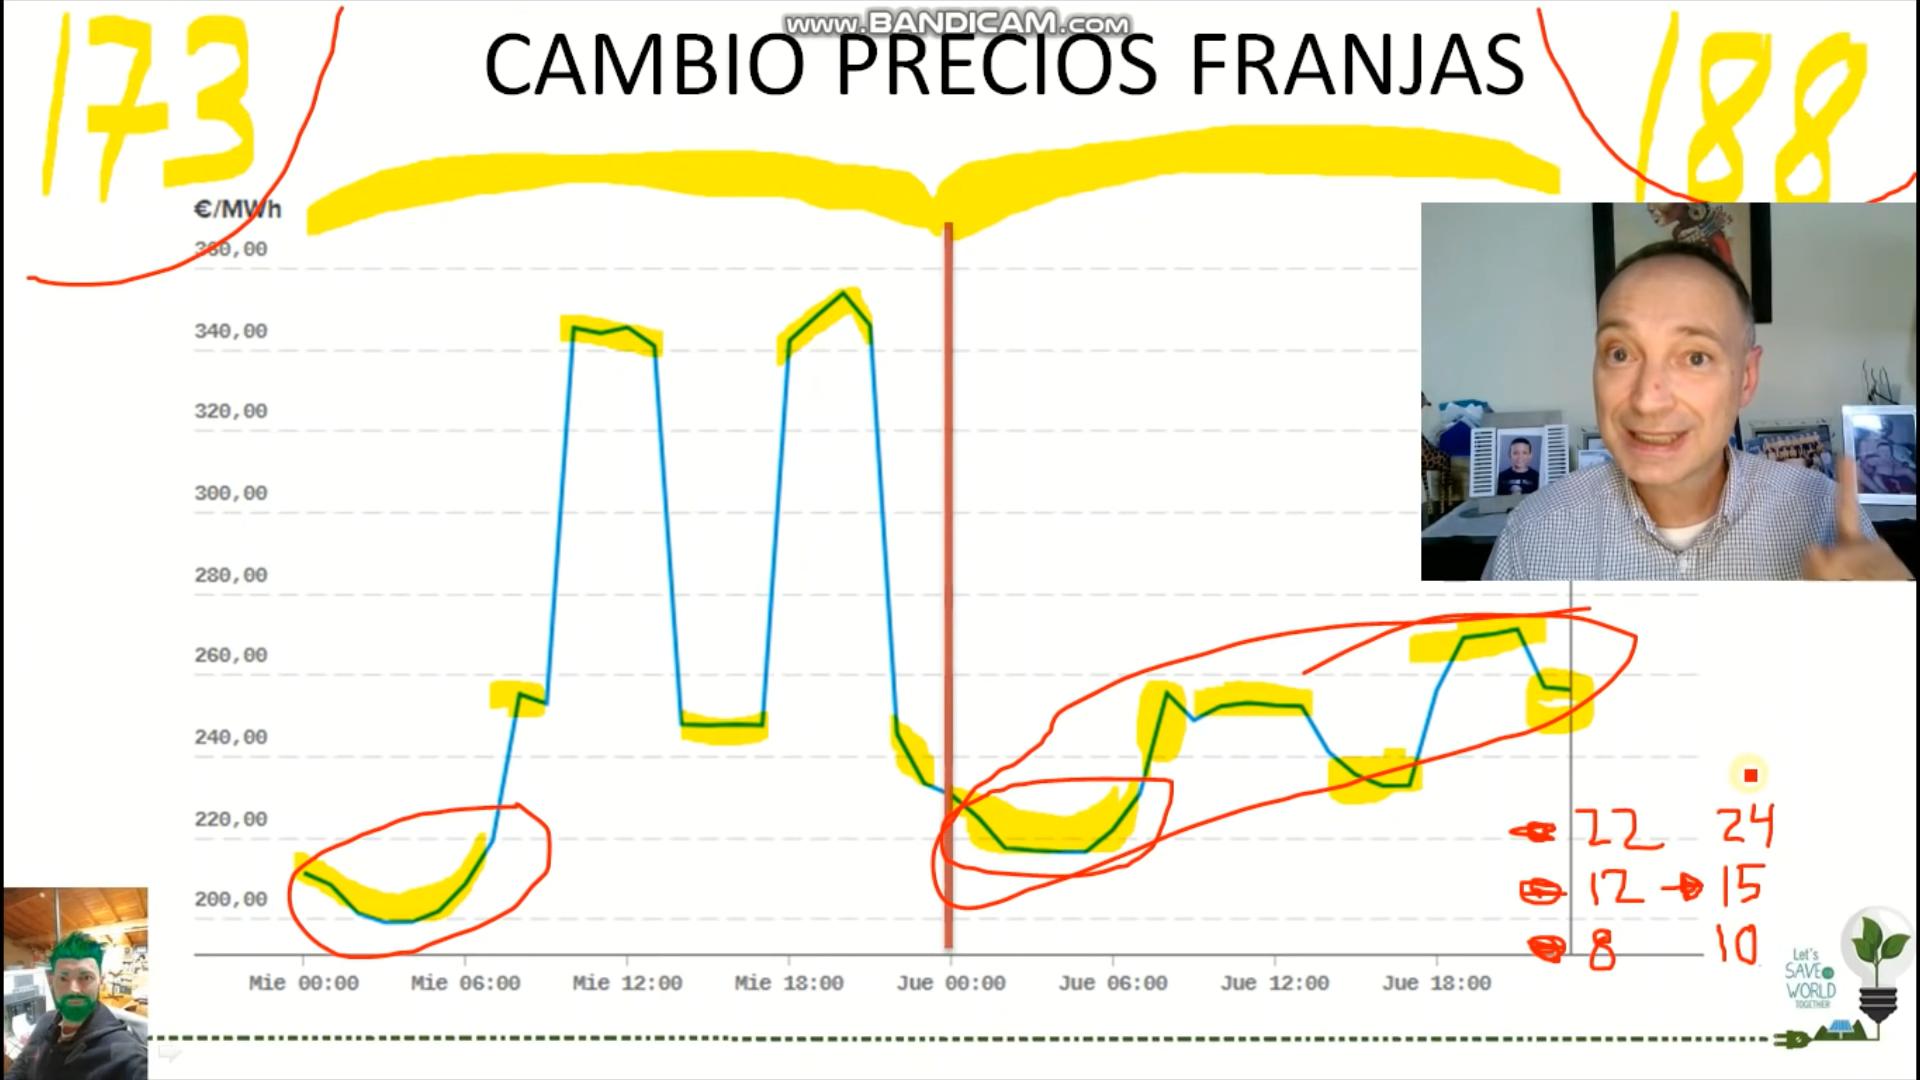 www.BANDICAM.com
CAMBIO PRECIOS FRANJAS
173
188
€/MWh
360,00
340,00
320,00
300,00
280,00
260,00
240,00
220,00
200,00
Mie 00:00 Mie 06:00 Mie 12:00 Mie 18:00 Jue 00:00 Jue 06:00 Jue 12:00 Jue 18:00
22 24
12 → 15
8 10
Let's
SAVE the
WORLD
TOGETHER